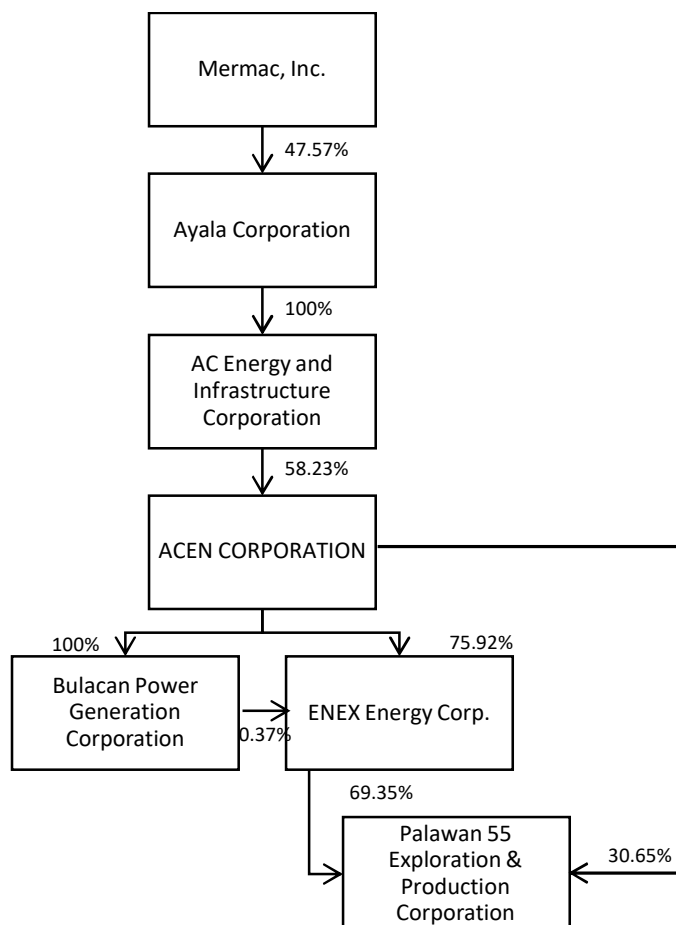 Mermac, Inc.
47.57%
Ayala Corporation
100%
AC Energy and
Infrastructure
Corporation
58.23%
ACEN CORPORATION
100%
75.92%
Bulacan Power
Generation
Corporation
0.37%
ENEX Energy Corp.
69.35%
Palawan 55
Exploration &
Production
Corporation
30.65%